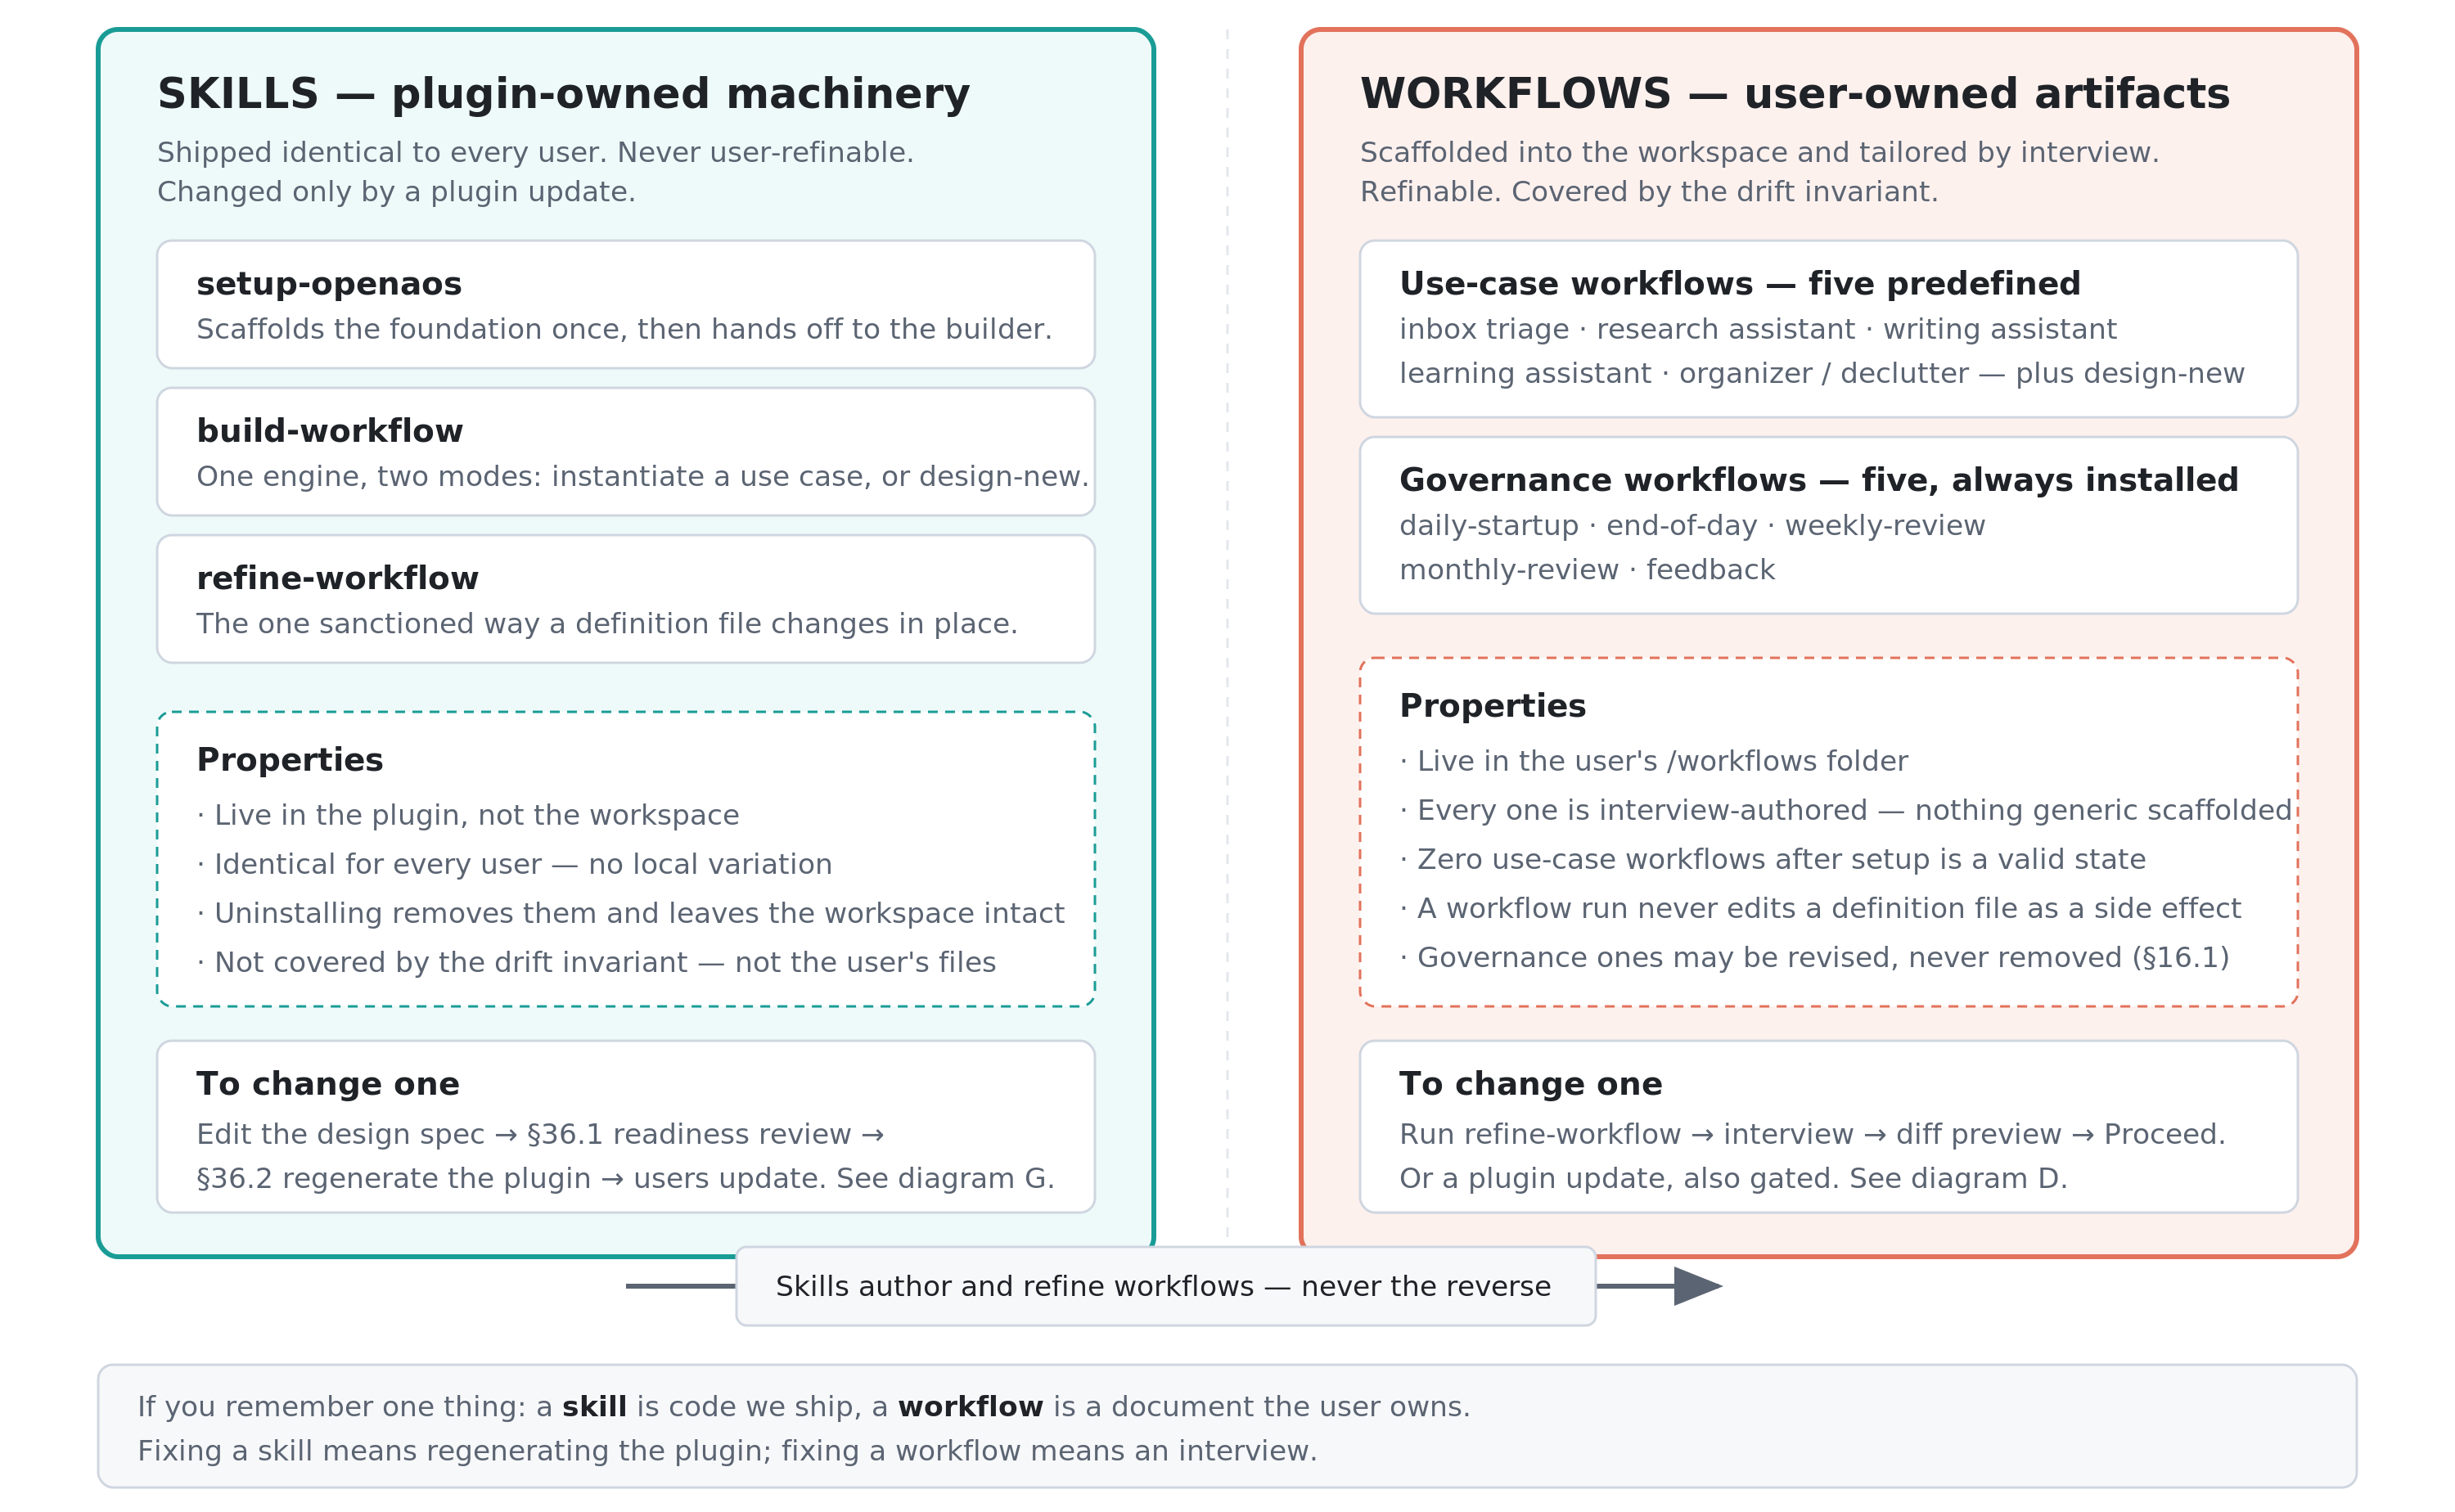 SKILLS — plugin-owned machinery
Shipped identical to every user. Never user-refinable.
Changed only by a plugin update.
setup-openaos
Scaffolds the foundation once, then hands off to the builder.
build-workflow
One engine, two modes: instantiate a use case, or design-new.
refine-workflow
The one sanctioned way a definition file changes in place.
Properties
· Live in the plugin, not the workspace
· Identical for every user — no local variation
· Uninstalling removes them and leaves the workspace intact
· Not covered by the drift invariant — not the user's files
To change one
Edit the design spec → §36.1 readiness review →
§36.2 regenerate the plugin → users update. See diagram G.
WORKFLOWS — user-owned artifacts
Scaffolded into the workspace and tailored by interview.
Refinable. Covered by the drift invariant.
Use-case workflows — five predefined
inbox triage · research assistant · writing assistant
learning assistant · organizer / declutter — plus design-new
Governance workflows — five, always installed
daily-startup · end-of-day · weekly-review
monthly-review · feedback
Properties
· Live in the user's /workflows folder
· Every one is interview-authored — nothing generic scaffolded
· Zero use-case workflows after setup is a valid state
· A workflow run never edits a definition file as a side effect
· Governance ones may be revised, never removed (§16.1)
To change one
Run refine-workflow → interview → diff preview → Proceed.
Or a plugin update, also gated. See diagram D.
Skills author and refine workflows — never the reverse
If you remember one thing: a skill is code we ship, a workflow is a document the user owns.
Fixing a skill means regenerating the plugin; fixing a workflow means an interview.